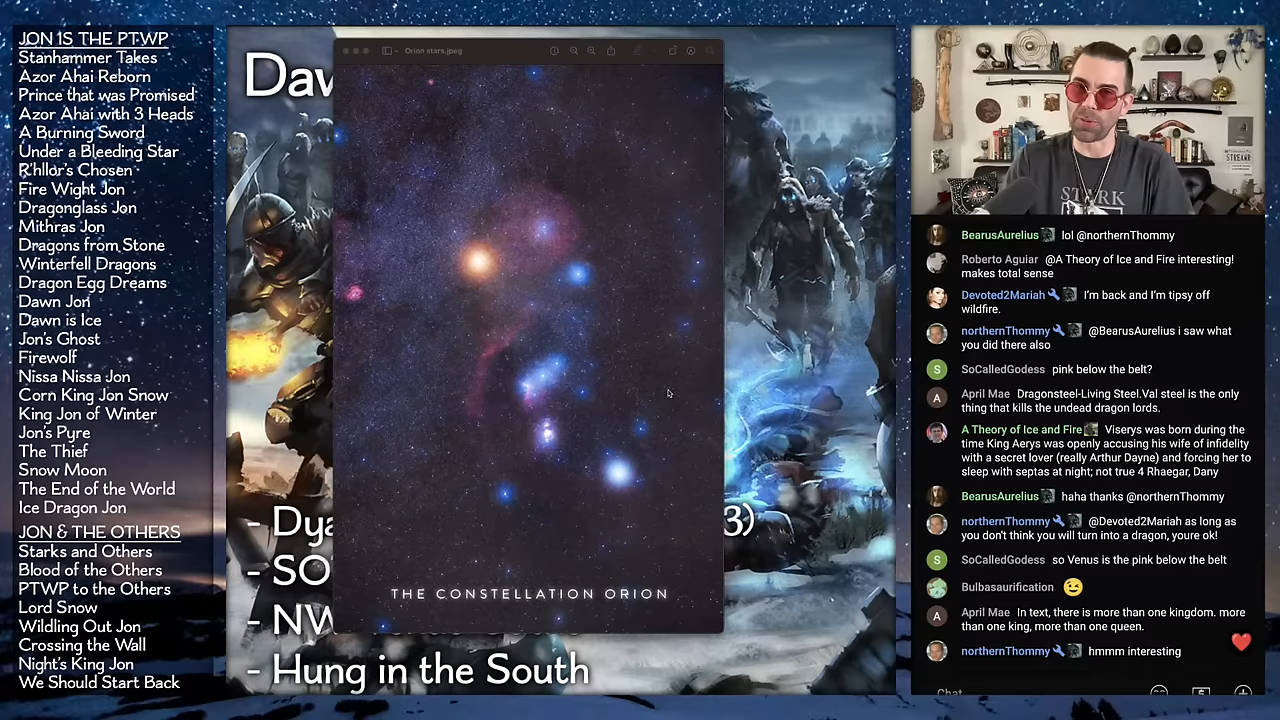 JON IS THE PTWP
Stanhammer Takes
Azor Ahai Reborn
Prince that was Promised
Azor Ahai with 3 Heads
A Burning Sword
Under a Bleeding Star
R'hllor's Chosen
Fire Wight Jon
Dragonglass Jon
Mithras Jon
Dragons from Stone
Winterfell Dragons
Dragon Egg Dreams
Dawn Jon
Dawn is Ice
Jon's Ghost
Firewolf
Nissa Nissa Jon
Corn King Jon Snow
King Jon of Winter
Jon's Pyre
The Thief
Snow Moon
The End of the World
Ice Dragon Jon
JON & THE OTHERS
Starks and Others
Blood of the Others
PTWP to the Others
Lord Snow
Wildling Out Jon
Crossing the Wall
Night's King Jon
We Should Start Back
Orion stars.jpeg
THE CONSTELLATION ORION
3)
- SO
- NW
- Hung in the South
STARK
BearusAurelius lol @northernThommy
Roberto Aguiar @A Theory of Ice and Fire interesting!
makes total sense
Devoted2Mariah I'm back and I'm tipsy off
wildfire.
northernThommy @BearusAurelius i saw what
you did there also
S SoCalledGodess pink below the belt?
A April Mae Dragonsteel-Living Steel.Val steel is the only
thing that kills the undead dragon lords.
A Theory of Ice and Fire Viserys was born during the
time King Aerys was openly accusing his wife of infidelity
with a secret lover (really Arthur Dayne) and forcing her to
sleep with septas at night; not true 4 Rhaegar, Dany
BearusAurelius haha thanks @northernThommy
northernThommy @Devoted2Mariah as long as
you don't think you will turn into a dragon, youre ok!
S SoCalledGodess so Venus is the pink below the belt
Bulbasaurification 😉
A April Mae In text, there is more than one kingdom. more
than one king, more than one queen.
northernThommy hmmm interesting
Chat